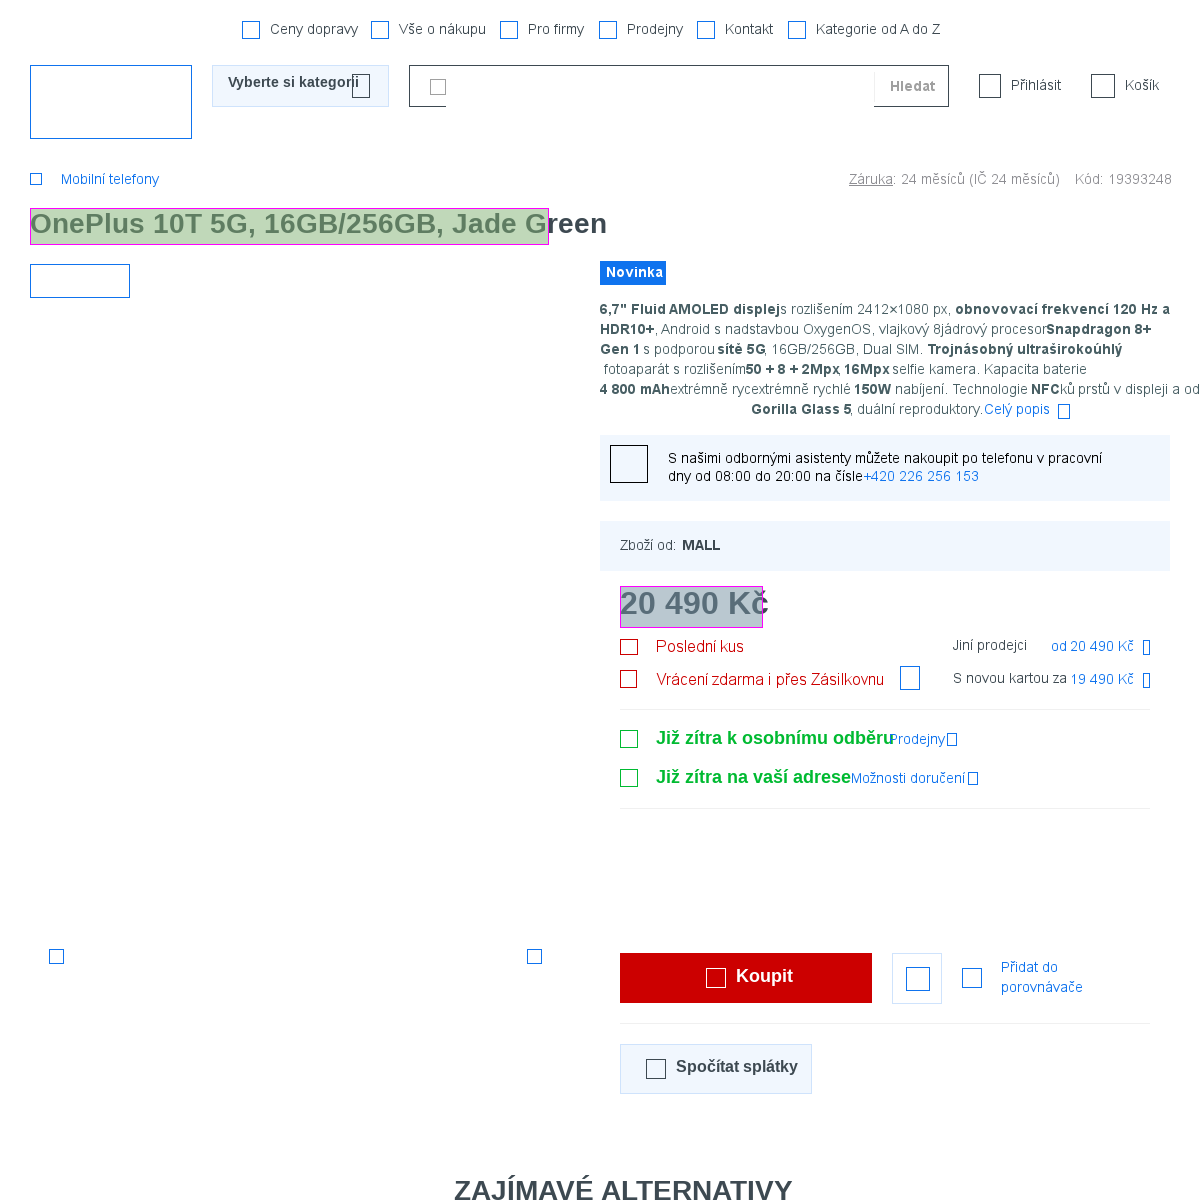 Ceny dopravy Vše o nákupu Pro firmy Prodejny Kontakt Kategorie od A do Z
Vyberte si kategorii Hledat Přihlásit Košík
Mobilní telefony Záruka: 24 měsíců (IČ 24 měsíců) Kód: 19393248
OnePlus 10T 5G, 16GB/256GB, Jade Green
Novinka
6,7" Fluid AMOLED displej s rozlišením 2412×1080 px, obnovovací frekvencí 120 Hz a
HDR10+, Android s nadstavbou OxygenOS, vlajkový 8jádrový procesor Snapdragon 8+
Gen 1 s podporou sítě 5G, 16GB/256GB, Dual SIM. Trojnásobný ultraširokoúhlý
fotoaparát s rozlišením 50 + 8 + 2Mpx, 16Mpx selfie kamera. Kapacita baterie
4 800 mAh extrémně rycextrémně rychlé 150W nabíjení. Technologie NFC ků prstů v displeji a od
Gorilla Glass 5, duální reproduktory. Celý popis
S našimi odbornými asistenty můžete nakoupit po telefonu v pracovní
dny od 08:00 do 20:00 na čísle +420 226 256 153
Zboží od: MALL
20 490 Kč
Poslední kus Jiní prodejci od 20 490 Kč
Vrácení zdarma i přes Zásilkovnu S novou kartou za 19 490 Kč
Již zítra k osobnímu odběru Prodejny
Již zítra na vaší adrese Možnosti doručení
Koupit Přidat do
porovnávače
Spočítat splátky
ZAJÍMAVÉ ALTERNATIVY